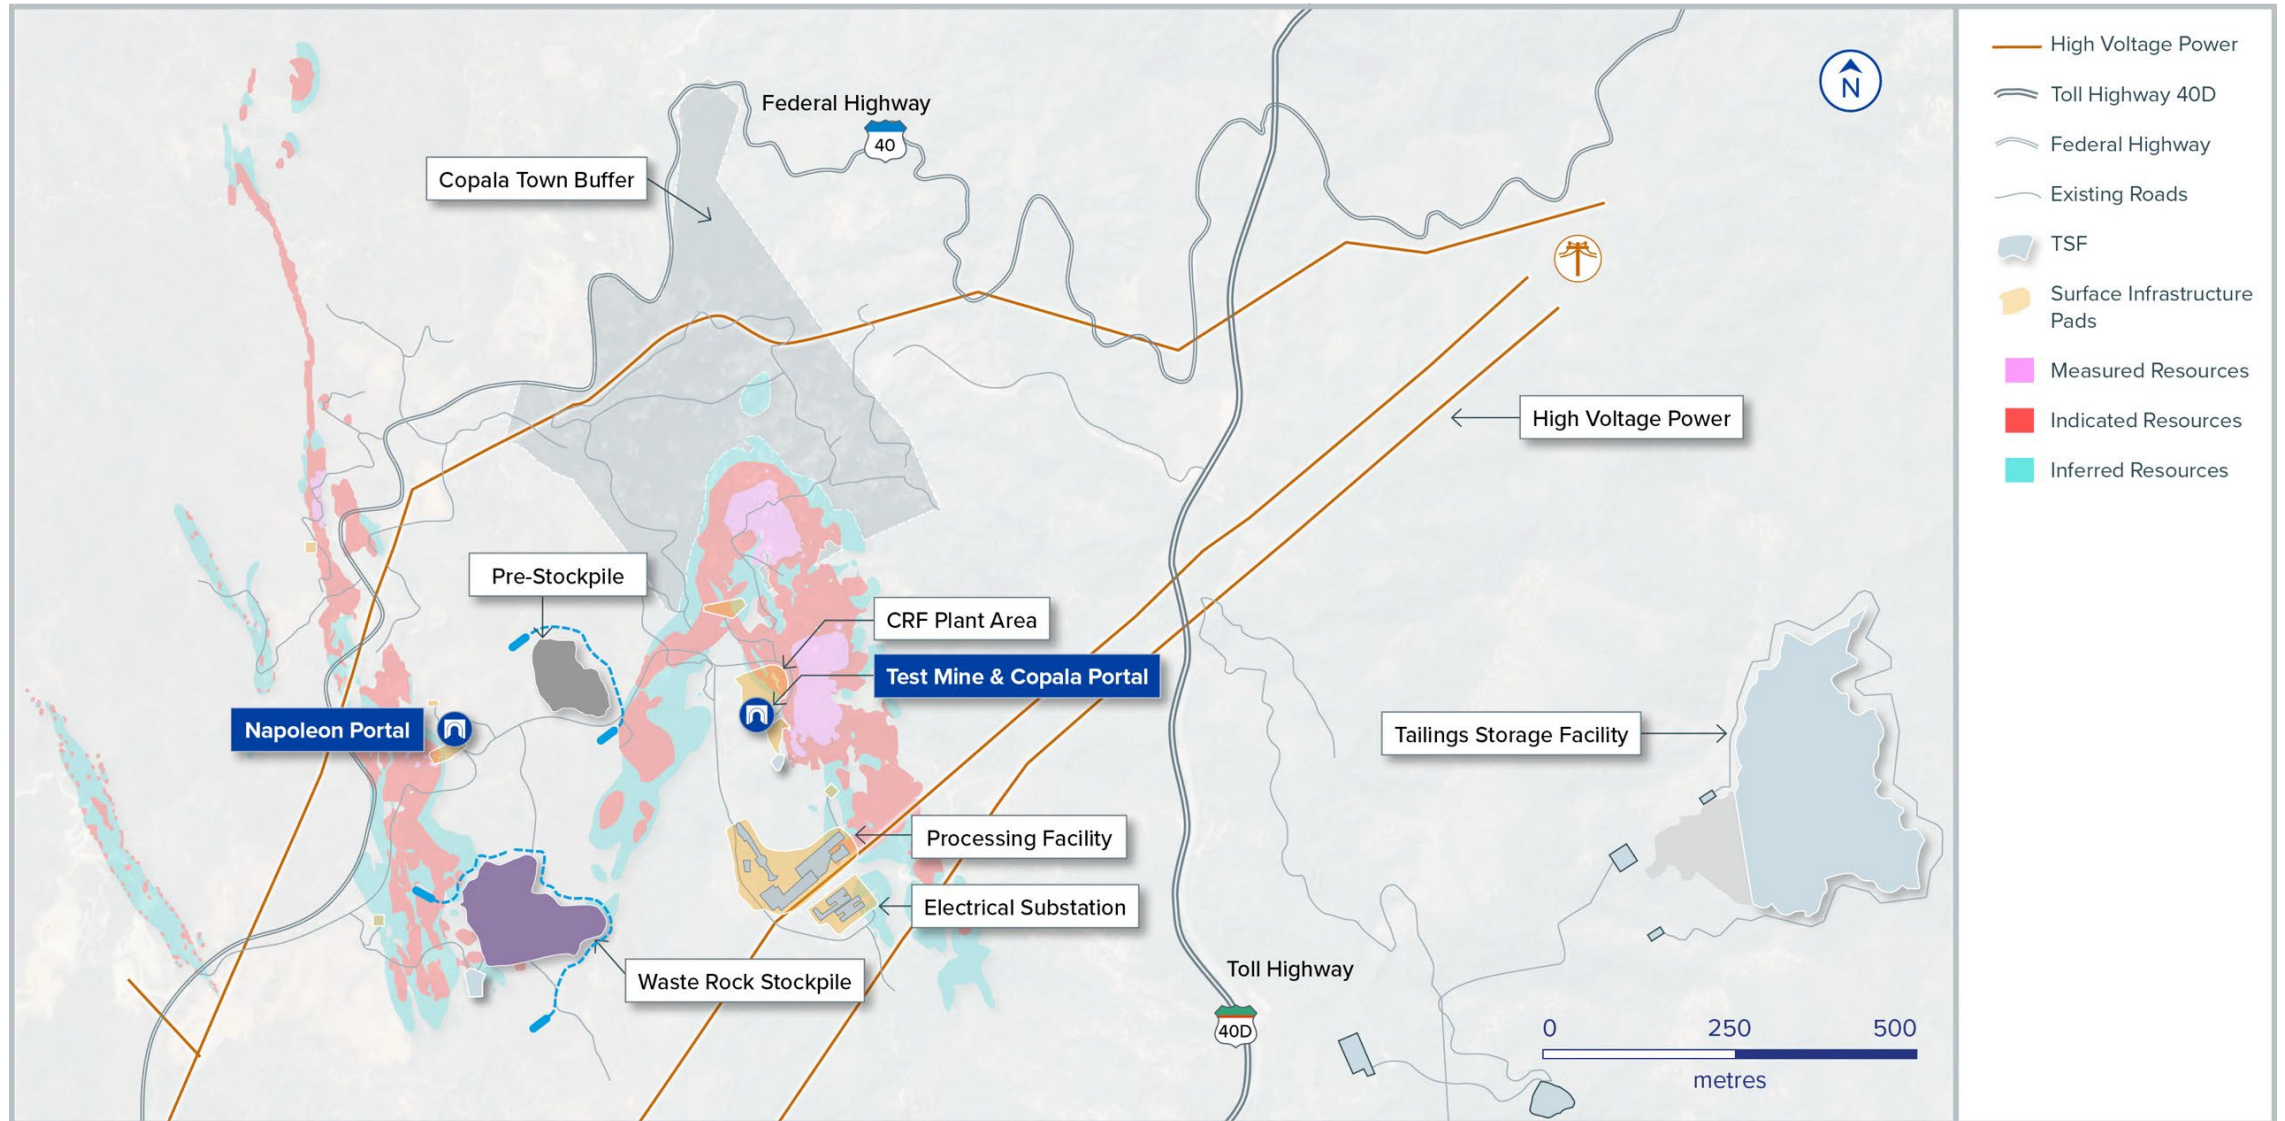 Federal Highway
40
Copala Town Buffer
High Voltage Power
Pre-Stockpile
CRF Plant Area
Test Mine & Copala Portal
Napoleon Portal
Tailings Storage Facility
Processing Facility
Electrical Substation
Waste Rock Stockpile
Toll Highway
40D
N
0 250 500
metres
High Voltage Power
Toll Highway 40D
Federal Highway
Existing Roads
TSF
Surface Infrastructure
Pads
Measured Resources
Indicated Resources
Inferred Resources